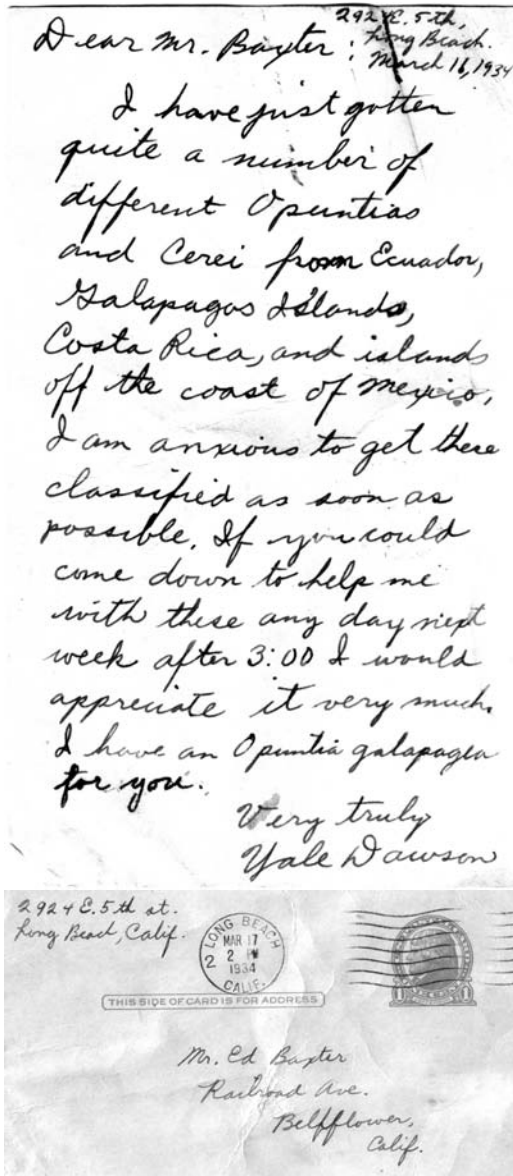 2924 E. 5th,
Long Beach.
March 16, 1934
Dear Mr. Baxter:
I have just gotten
quite a number of
different Opuntias
and Cerei from Ecuador,
Galapagos Islands,
Costa Rica, and islands
off the coast of Mexico.
I am anxious to get these
classified as soon as
possible. If you could
come down to help me
with these any day next
week after 3:00 I would
appreciate it very much.
I have an Opuntia galapagea
for you.
Very truly
Yale Dawson
2924 E. 5th st.
Long Beach, Calif.
LONG BEACH
MAR 17
2 PM
1934
CALIF.
2
THIS SIDE OF CARD IS FOR ADDRESS
1 1
Mr. Ed Baxter
Railroad Ave.
Belfflower,
Calif.